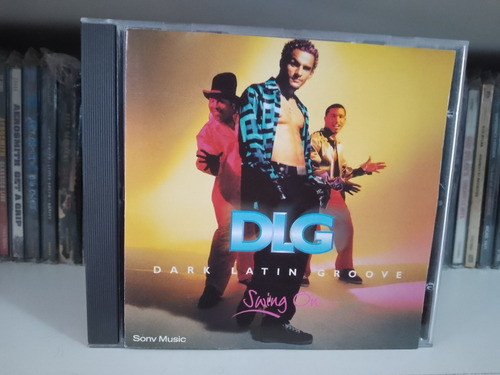 AEROSMITH GET A GRIP
DLG
DARK LATIN GROOVE
Swing On
Sony Music